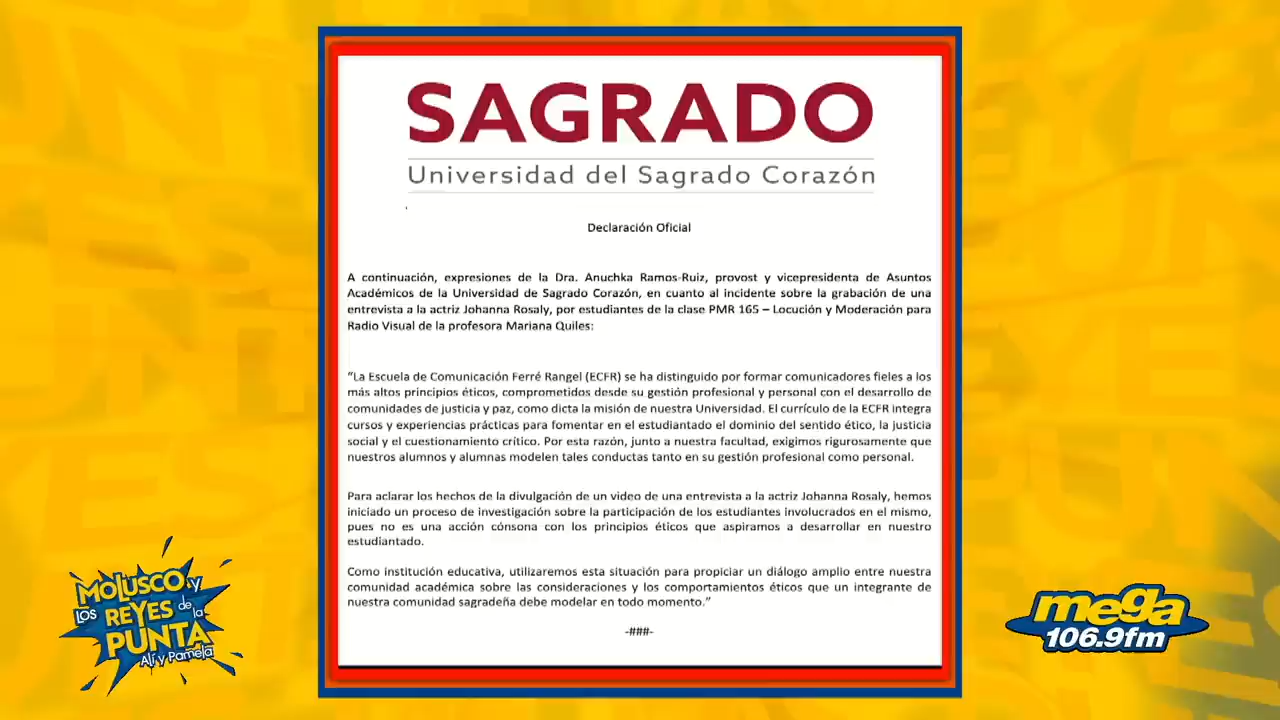 SAGRADO
Universidad del Sagrado Corazón
Declaración Oficial
A continuación, expresiones de la Dra. Anuchka Ramos-Ruiz, provost y vicepresidenta de Asuntos
Académicos de la Universidad de Sagrado Corazón, en cuanto al incidente sobre la grabación de una
entrevista a la actriz Johanna Rosaly, por estudiantes de la clase PMR 165 – Locución y Moderación para
Radio Visual de la profesora Mariana Quiles:
“La Escuela de Comunicación Ferré Rangel (ECFR) se ha distinguido por formar comunicadores fieles a los
más altos principios éticos, comprometidos desde su gestión profesional y personal con el desarrollo de
comunidades de justicia y paz, como dicta la misión de nuestra Universidad. El currículo de la ECFR integra
cursos y experiencias prácticas para fomentar en el estudiantado el dominio del sentido ético, la justicia
social y el cuestionamiento crítico. Por esta razón, junto a nuestra facultad, exigimos rigurosamente que
nuestros alumnos y alumnas modelen tales conductas tanto en su gestión profesional como personal.
Para aclarar los hechos de la divulgación de un video de una entrevista a la actriz Johanna Rosaly, hemos
iniciado un proceso de investigación sobre la participación de los estudiantes involucrados en el mismo,
pues no es una acción cónsona con los principios éticos que aspiramos a desarrollar en nuestro
estudiantado.
Como institución educativa, utilizaremos esta situación para propiciar un diálogo amplio entre nuestra
comunidad académica sobre las consideraciones y los comportamientos éticos que un integrante de
nuestra comunidad sagradeña debe modelar en todo momento.”
-###-
MOLUSCO y
LOS REYES de la
PUNTA
Alí y Pamela
mega
106.9fm